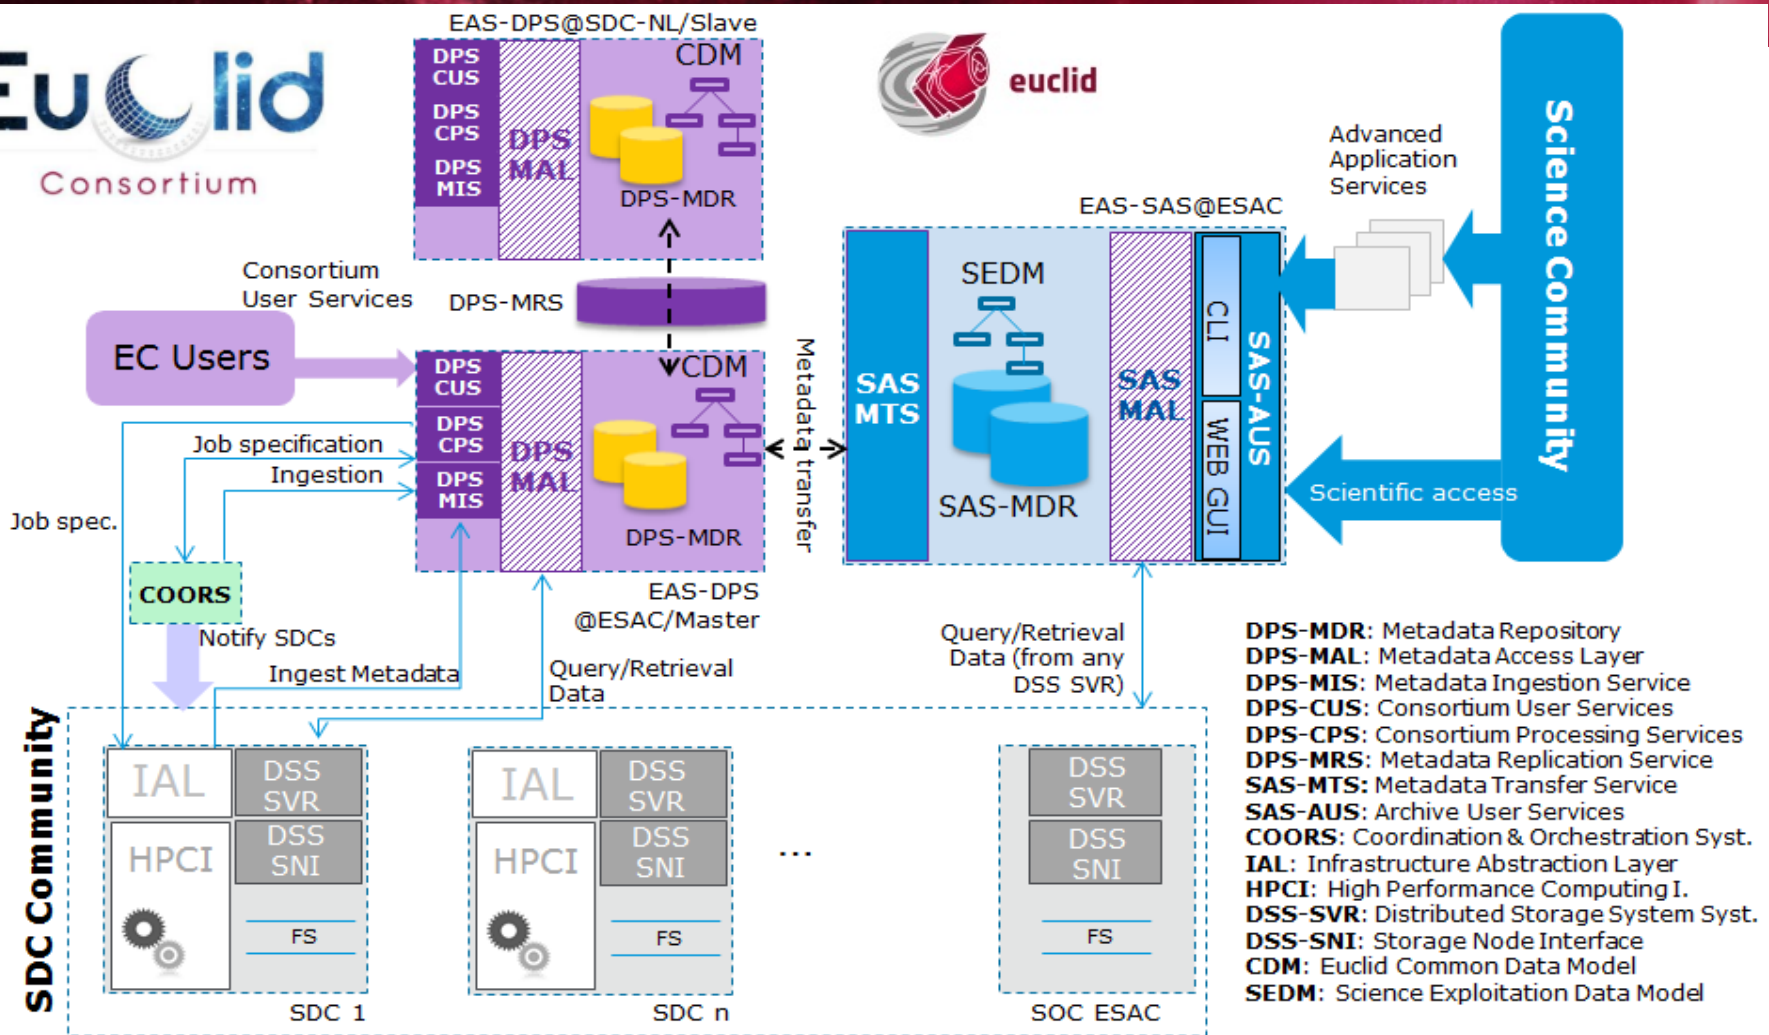 EAS-DPS@SDC-NL/Slave
Euclid
Consortium
DPS
CUS
DPS
CPS
DPS
MIS
DPS
MAL
CDM
DPS-MDR
euclid
Science Community
Advanced
Application
Services
EAS-SAS@ESAC
Consortium
User Services
DPS-MRS
EC Users
DPS
CUS
DPS
CPS
DPS
MIS
DPS
MAL
CDM
DPS-MDR
Metadata transfer
SAS
MTS
SEDM
SAS-MDR
SAS
MAL
CLI
WEB GUI
SAS-AUS
Scientific access
Job specification
Ingestion
Job spec.
COORS
EAS-DPS
@ESAC/Master
Notify SDCs
Ingest Metadata
Query/Retrieval
Data
Query/Retrieval
Data (from any
DSS SVR)
SDC Community
IAL
DSS
SVR
HPCI
DSS
SNI
FS
SDC 1
IAL
DSS
SVR
HPCI
DSS
SNI
FS
SDC n
...
DSS
SVR
DSS
SNI
FS
SOC ESAC
DPS-MDR: Metadata Repository
DPS-MAL: Metadata Access Layer
DPS-MIS: Metadata Ingestion Service
DPS-CUS: Consortium User Services
DPS-CPS: Consortium Processing Services
DPS-MRS: Metadata Replication Service
SAS-MTS: Metadata Transfer Service
SAS-AUS: Archive User Services
COORS: Coordination & Orchestration Syst.
IAL: Infrastructure Abstraction Layer
HPCI: High Performance Computing I.
DSS-SVR: Distributed Storage System Syst.
DSS-SNI: Storage Node Interface
CDM: Euclid Common Data Model
SEDM: Science Exploitation Data Model